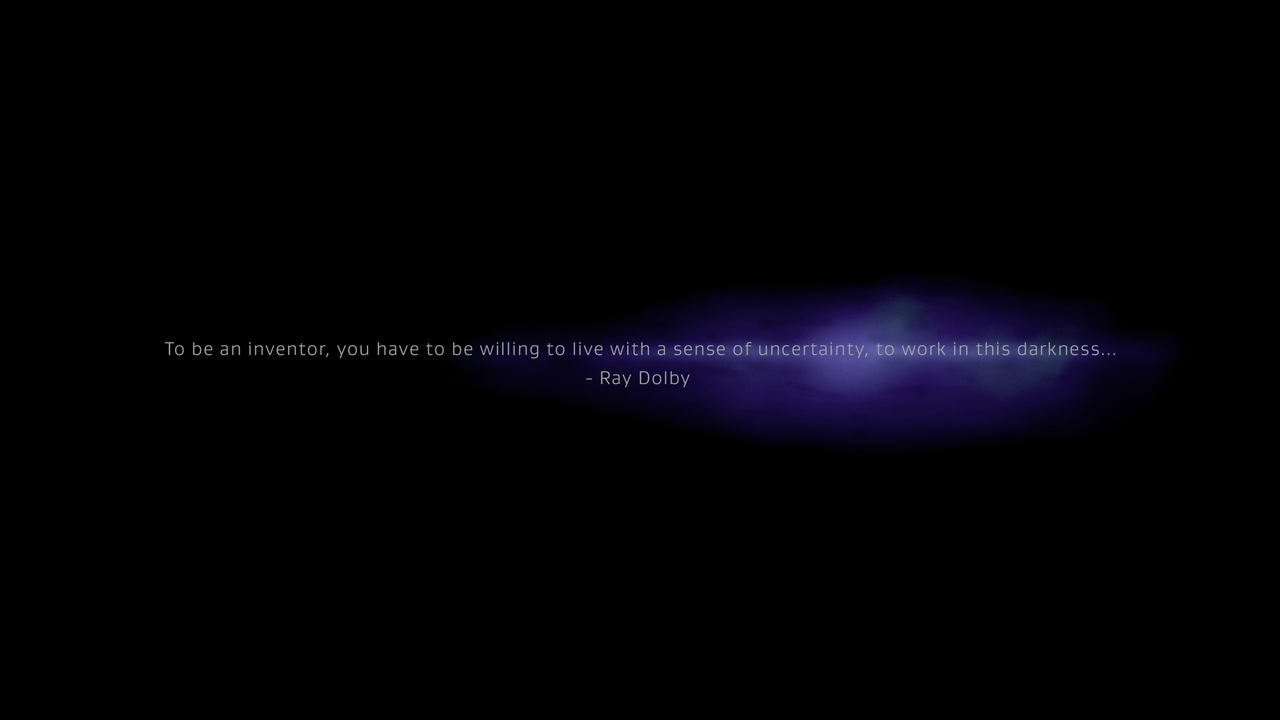 To be an inventor, you have to be willing to live with a sense of uncertainty, to work in this darkness...
- Ray Dolby